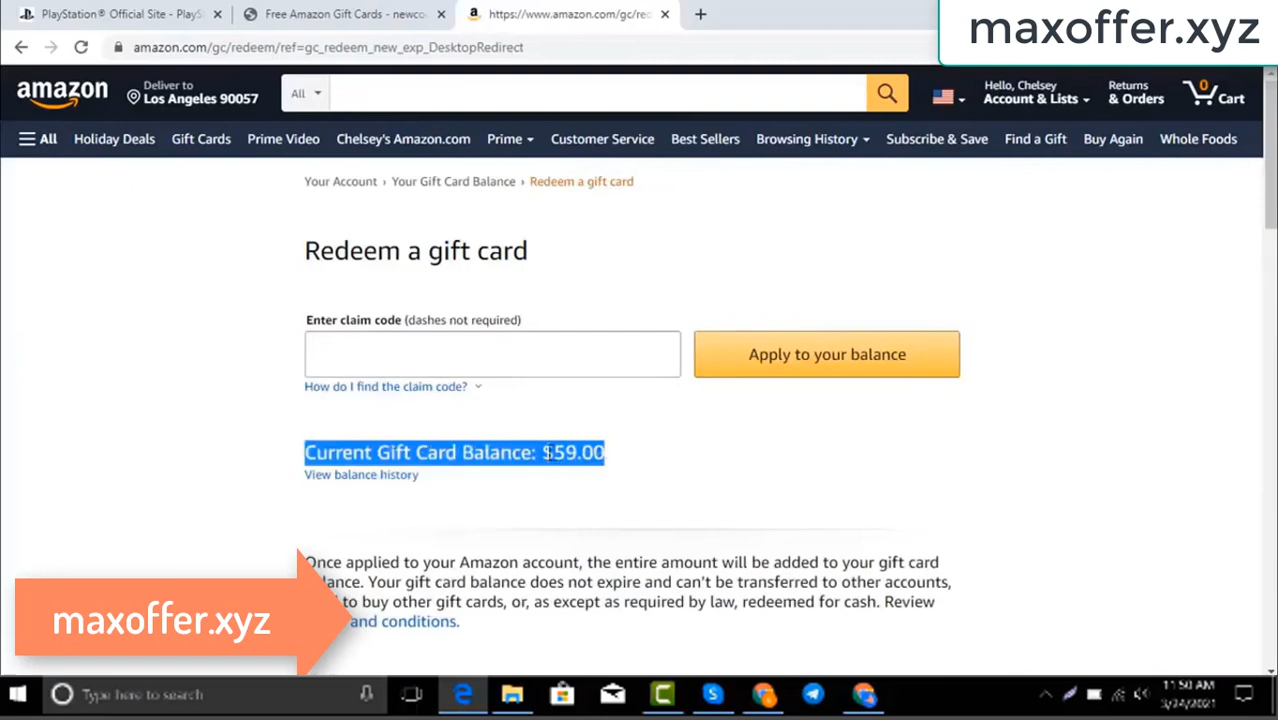 PlayStation® Official Site - PlayS
Free Amazon Gift Cards - newco
https://www.amazon.com/gc/red
maxoffer.xyz
amazon.com/gc/redeem/ref=gc_redeem_new_exp_DesktopRedirect
amazon
Deliver to
Los Angeles 90057
All
Hello, Chelsey
Account & Lists
Returns
& Orders
0
Cart
All
Holiday Deals
Gift Cards
Prime Video
Chelsey's Amazon.com
Prime
Customer Service
Best Sellers
Browsing History
Subscribe & Save
Find a Gift
Buy Again
Whole Foods
Your Account › Your Gift Card Balance › Redeem a gift card
Redeem a gift card
Enter claim code (dashes not required)
Apply to your balance
How do I find the claim code?
Current Gift Card Balance: $59.00
View balance history
Once applied to your Amazon account, the entire amount will be added to your gift card
lance. Your gift card balance does not expire and can't be transferred to other accounts,
to buy other gift cards, or, as except as required by law, redeemed for cash. Review
and conditions.
maxoffer.xyz
Type here to search
11:50 AM
3/24/2021